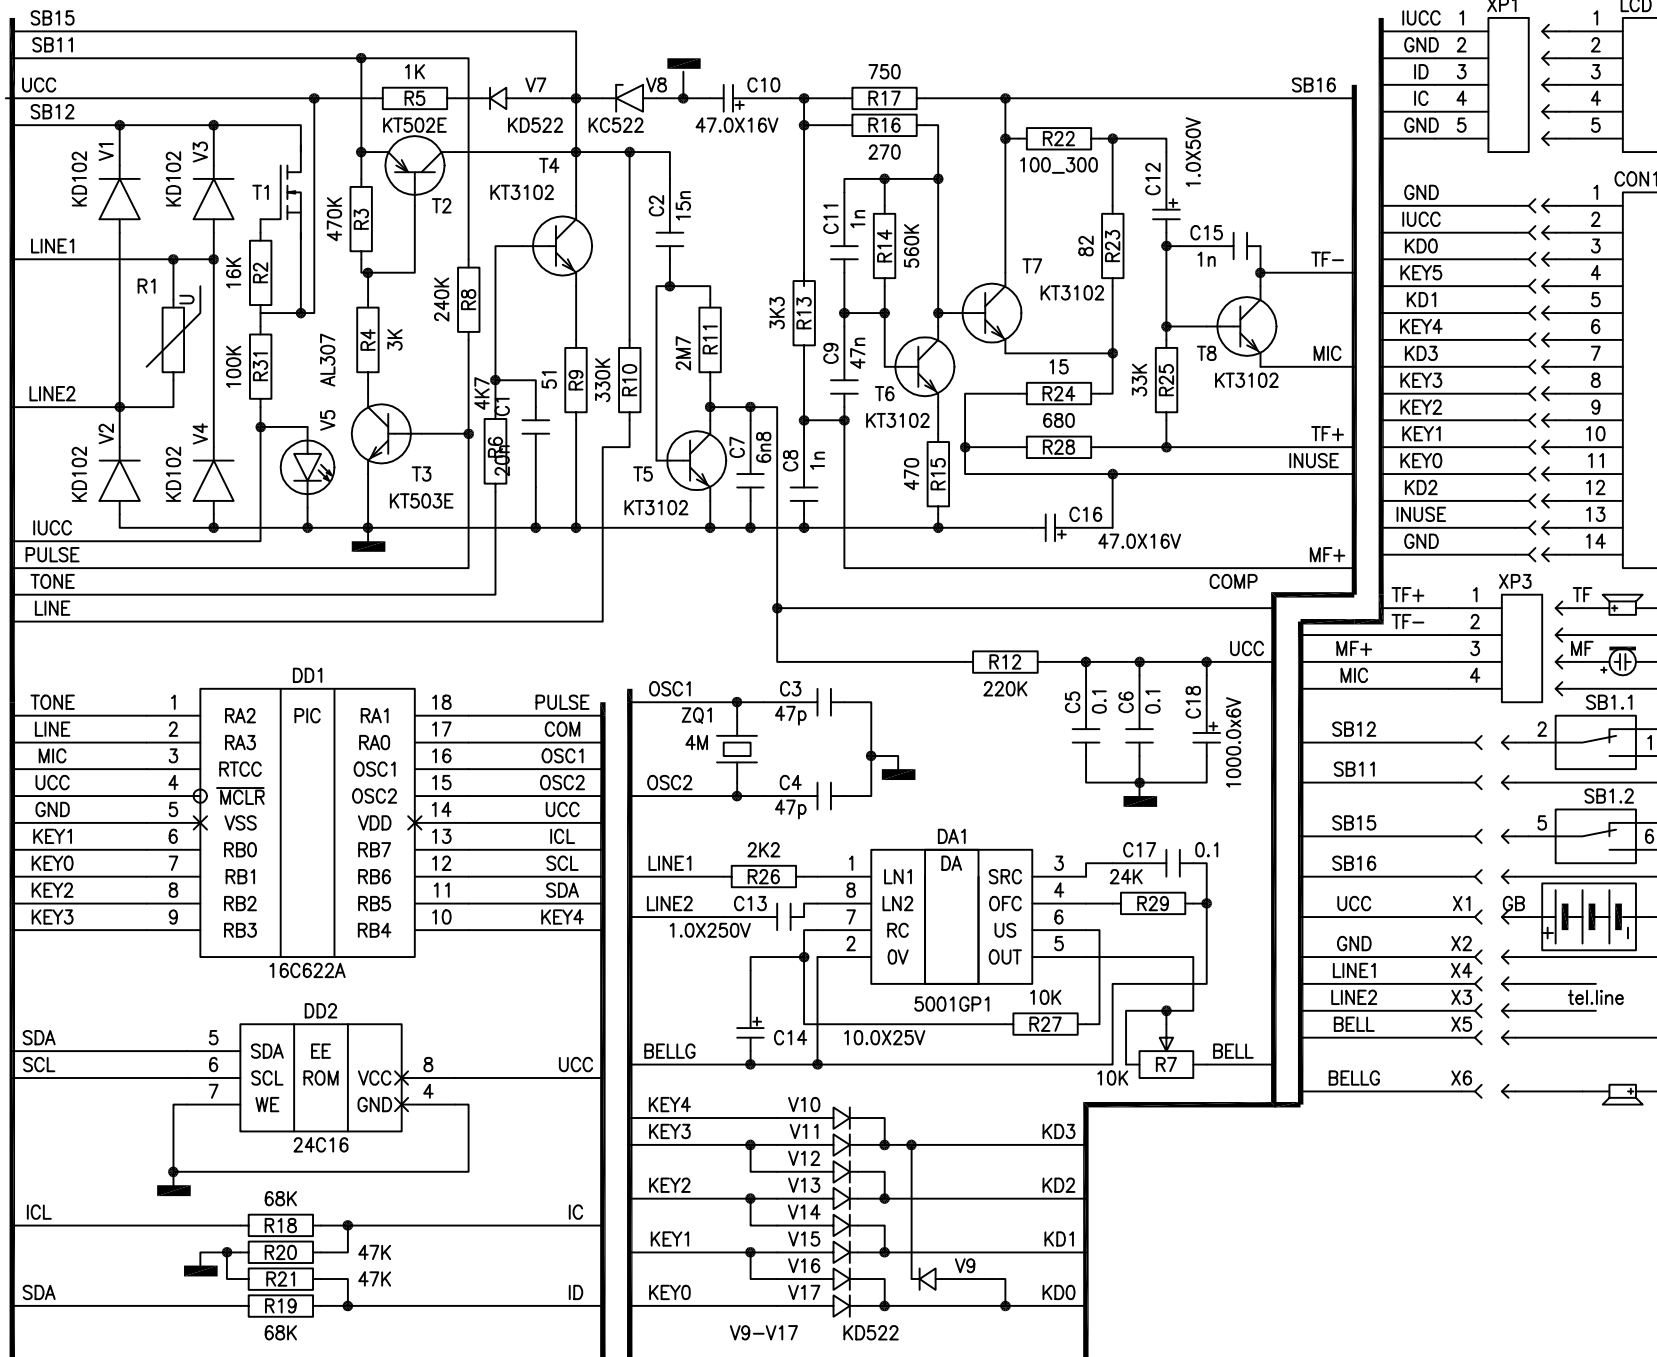 SB15
SB11
UCC
SB12
1K
R5
KT502E
V7
KD522
V8
KC522
C10
47.0X16V
750
R17
R16
270
SB16
V1
KD102
V3
KD102
T1
R3
470K
T2
T4
KT3102
C2
15n
C11
1n
R14
560K
R22
100_300
C12
1.0X50V
R23
82
C15
1n
TF-
LINE1
R1
U
R2
16K
R8
240K
R4
3K
R13
3K3
T7
KT3102
R11
2M7
C9
47n
T8
KT3102
MIC
R31
100K
AL307
V5
4K7
C1
R6
20n
51
R9
330K
R10
T6
KT3102
15
R24
680
R28
33K
R25
LINE2
V2
KD102
V4
KD102
T3
KT503E
T5
KT3102
C7
6n8
C8
1n
470
R15
TF+
INUSE
C16
47.0X16V
IUCC
PULSE
TONE
LINE
MF+
COMP
R12
220K
UCC
C5
0.1
C6
0.1
C18
1000.0x6V
DD1
TONE 1 RA2 PIC RA1 18 PULSE
LINE 2 RA3 RA0 17 COM
MIC 3 RTCC OSC1 16 OSC1
UCC 4 MCLR OSC2 15 OSC2
GND 5 VSS VDD 14 UCC
KEY1 6 RB0 RB7 13 ICL
KEY0 7 RB1 RB6 12 SCL
KEY2 8 RB2 RB5 11 SDA
KEY3 9 RB3 RB4 10 KEY4
16C622A
OSC1
ZQ1
4M
C3
47p
OSC2
C4
47p
DA1
LINE1 2K2 R26 1 LN1 DA SRC 3 C17 0.1
LINE2 C13 8 LN2 OFC 4 24K R29
1.0X250V 7 RC US 6
2 0V OUT 5
5001GP1
10K
R27
C14
10.0X25V
BELLG
R7
10K
BELL
DD2
SDA 5 SDA EE
SCL 6 SCL ROM VCC 8 UCC
7 WE GND 4
24C16
68K
ICL R18 IC
R20 47K
R21 47K
SDA R19 ID
68K
KEY4 V10
KEY3 V11 KD3
V12
KEY2 V13 KD2
V14
KEY1 V15 KD1
V16 V9
KEY0 V17 KD0
V9-V17 KD522
XP1 LCD
IUCC 1 1
GND 2 2
ID 3 3
IC 4 4
GND 5 5
CON1
GND 1
IUCC 2
KD0 3
KEY5 4
KD1 5
KEY4 6
KD3 7
KEY3 8
KEY2 9
KEY1 10
KEY0 11
KD2 12
INUSE 13
GND 14
XP3
TF+ 1 TF
TF- 2
MF+ 3 MF
MIC 4
SB1.1
SB12 2 1
SB11
SB1.2
SB15 5 6
SB16
UCC X1 GB
GND X2
LINE1 X4
LINE2 X3 tel.line
BELL X5
BELLG X6